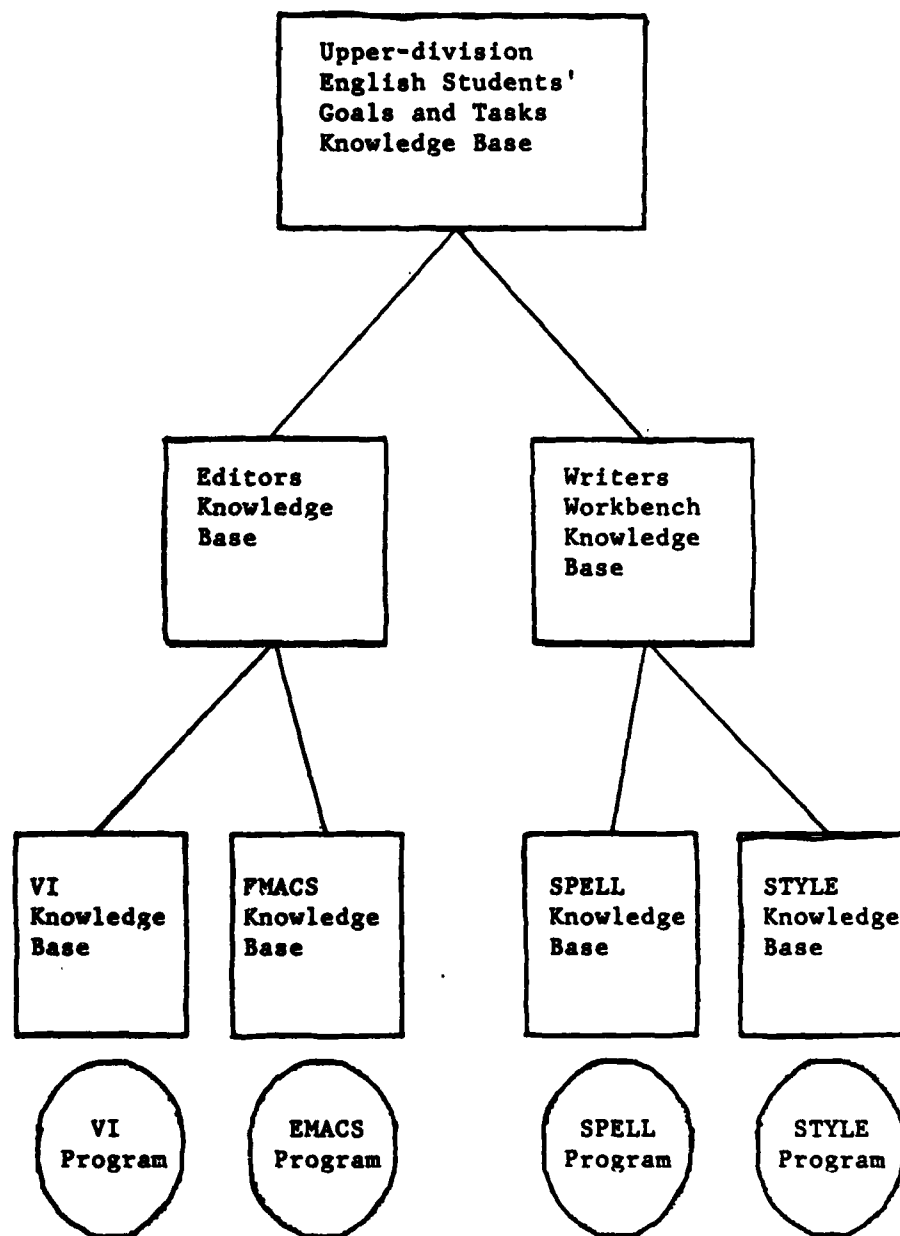 Upper-division
English Students'
Goals and Tasks
Knowledge Base
Editors
Knowledge
Base
Writers
Workbench
Knowledge
Base
VI
Knowledge
Base
FMACS
Knowledge
Base
SPELL
Knowledge
Base
STYLE
Knowledge
Base
VI
Program
EMACS
Program
SPELL
Program
STYLE
Program